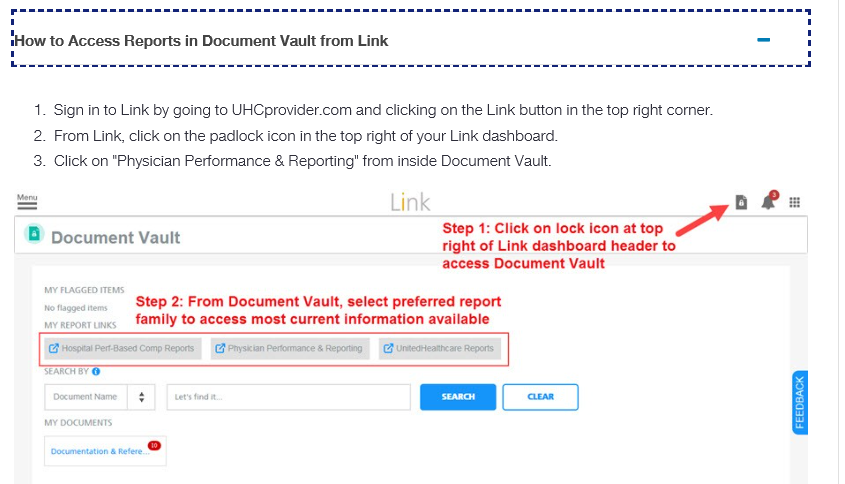 How to Access Reports in Document Vault from Link
1. Sign in to Link by going to UHCprovider.com and clicking on the Link button in the top right corner.
2. From Link, click on the padlock icon in the top right of your Link dashboard.
3. Click on "Physician Performance & Reporting" from inside Document Vault.
Menu
Link
3
Document Vault
Step 1: Click on lock icon at top
right of Link dashboard header to
access Document Vault
MY FLAGGED ITEMS
No flagged items
Step 2: From Document Vault, select preferred report
family to access most current information available
MY REPORT LINKS
Hospital Perf-Based Comp Reports
Physician Performance & Reporting
UnitedHealthcare Reports
SEARCH BY
Document Name
Let's find it...
SEARCH
CLEAR
FEEDBACK
MY DOCUMENTS
Documentation & Refere...
10